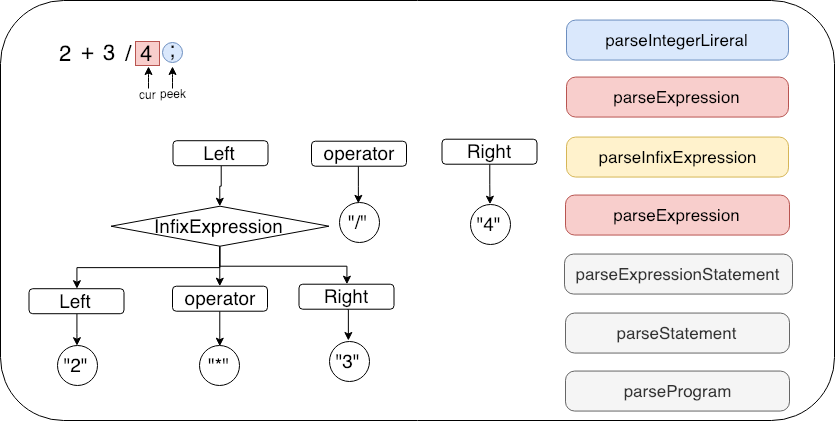 2 + 3 / 4 ;
cur peek
parseIntegerLireral
parseExpression
parseInfixExpression
parseExpression
parseExpressionStatement
parseStatement
parseProgram
Left
operator
Right
InfixExpression
"/"
"4"
Left
operator
Right
"2"
"*"
"3"